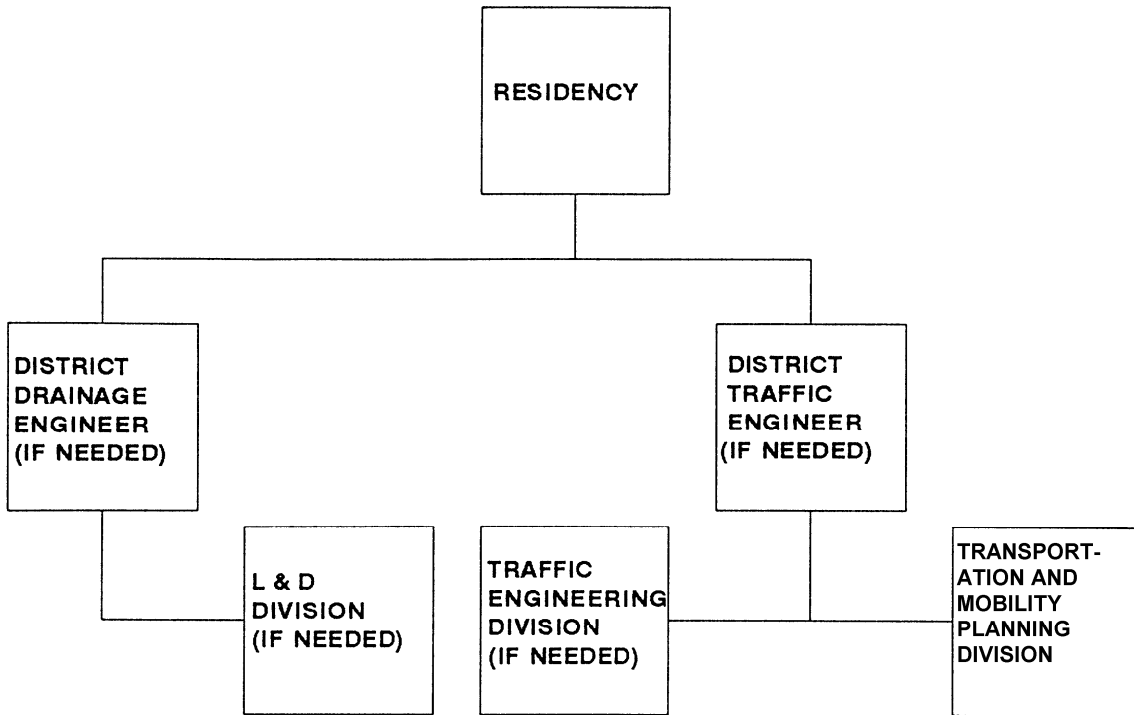 RESIDENCY
DISTRICT
DRAINAGE
ENGINEER
(IF NEEDED)
DISTRICT
TRAFFIC
ENGINEER
(IF NEEDED)
L & D
DIVISION
(IF NEEDED)
TRAFFIC
ENGINEERING
DIVISION
(IF NEEDED)
TRANSPORT-
ATION AND
MOBILITY
PLANNING
DIVISION